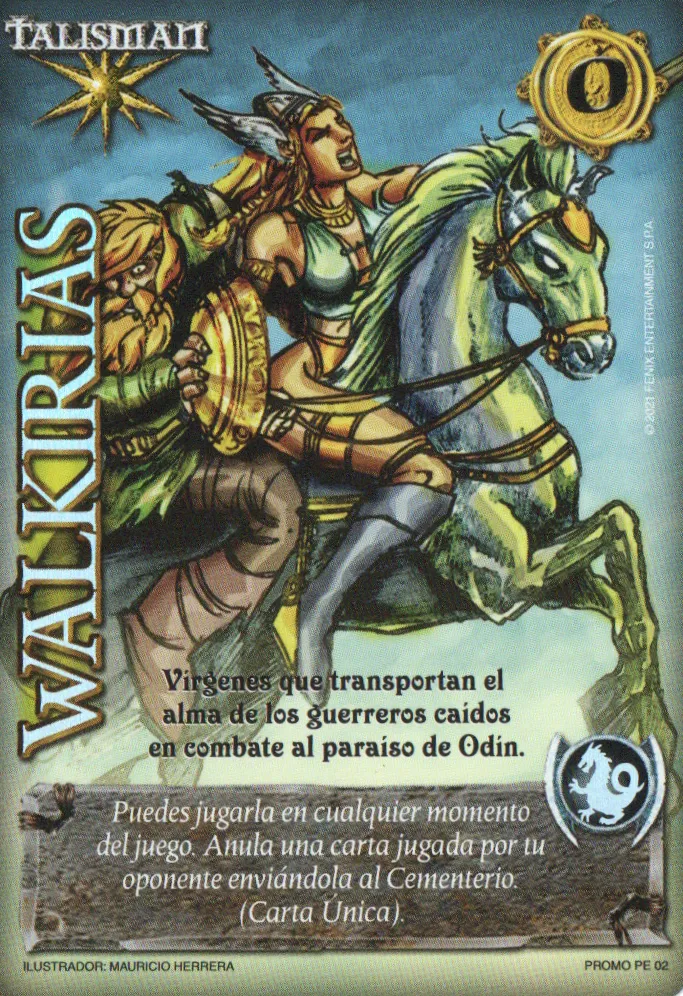 TALISMAN
0
WALKIRIAS
© 2021 FENIX ENTERTAINMENT S.P.A.
Vírgenes que transportan el
alma de los guerreros caídos
en combate al paraíso de Odín.
Puedes jugarla en cualquier momento
del juego. Anula una carta jugada por tu
oponente enviándola al Cementerio.
(Carta Única).
ILUSTRADOR: MAURICIO HERRERA
PROMO PE 02